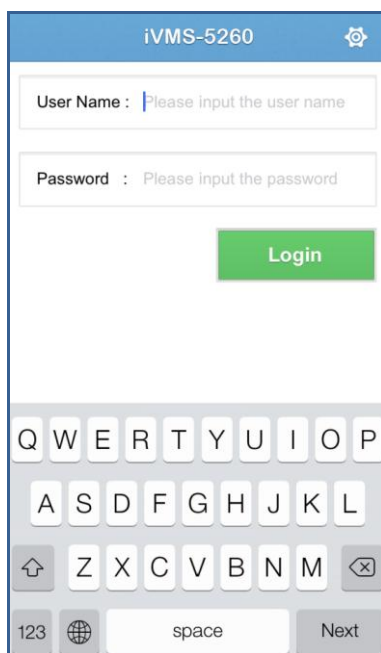 iVMS-5260
User Name : Please input the user name
Password : Please input the password
Login
Q W E R T Y U I O P
A S D F G H J K L
Z X C V B N M
123 space Next